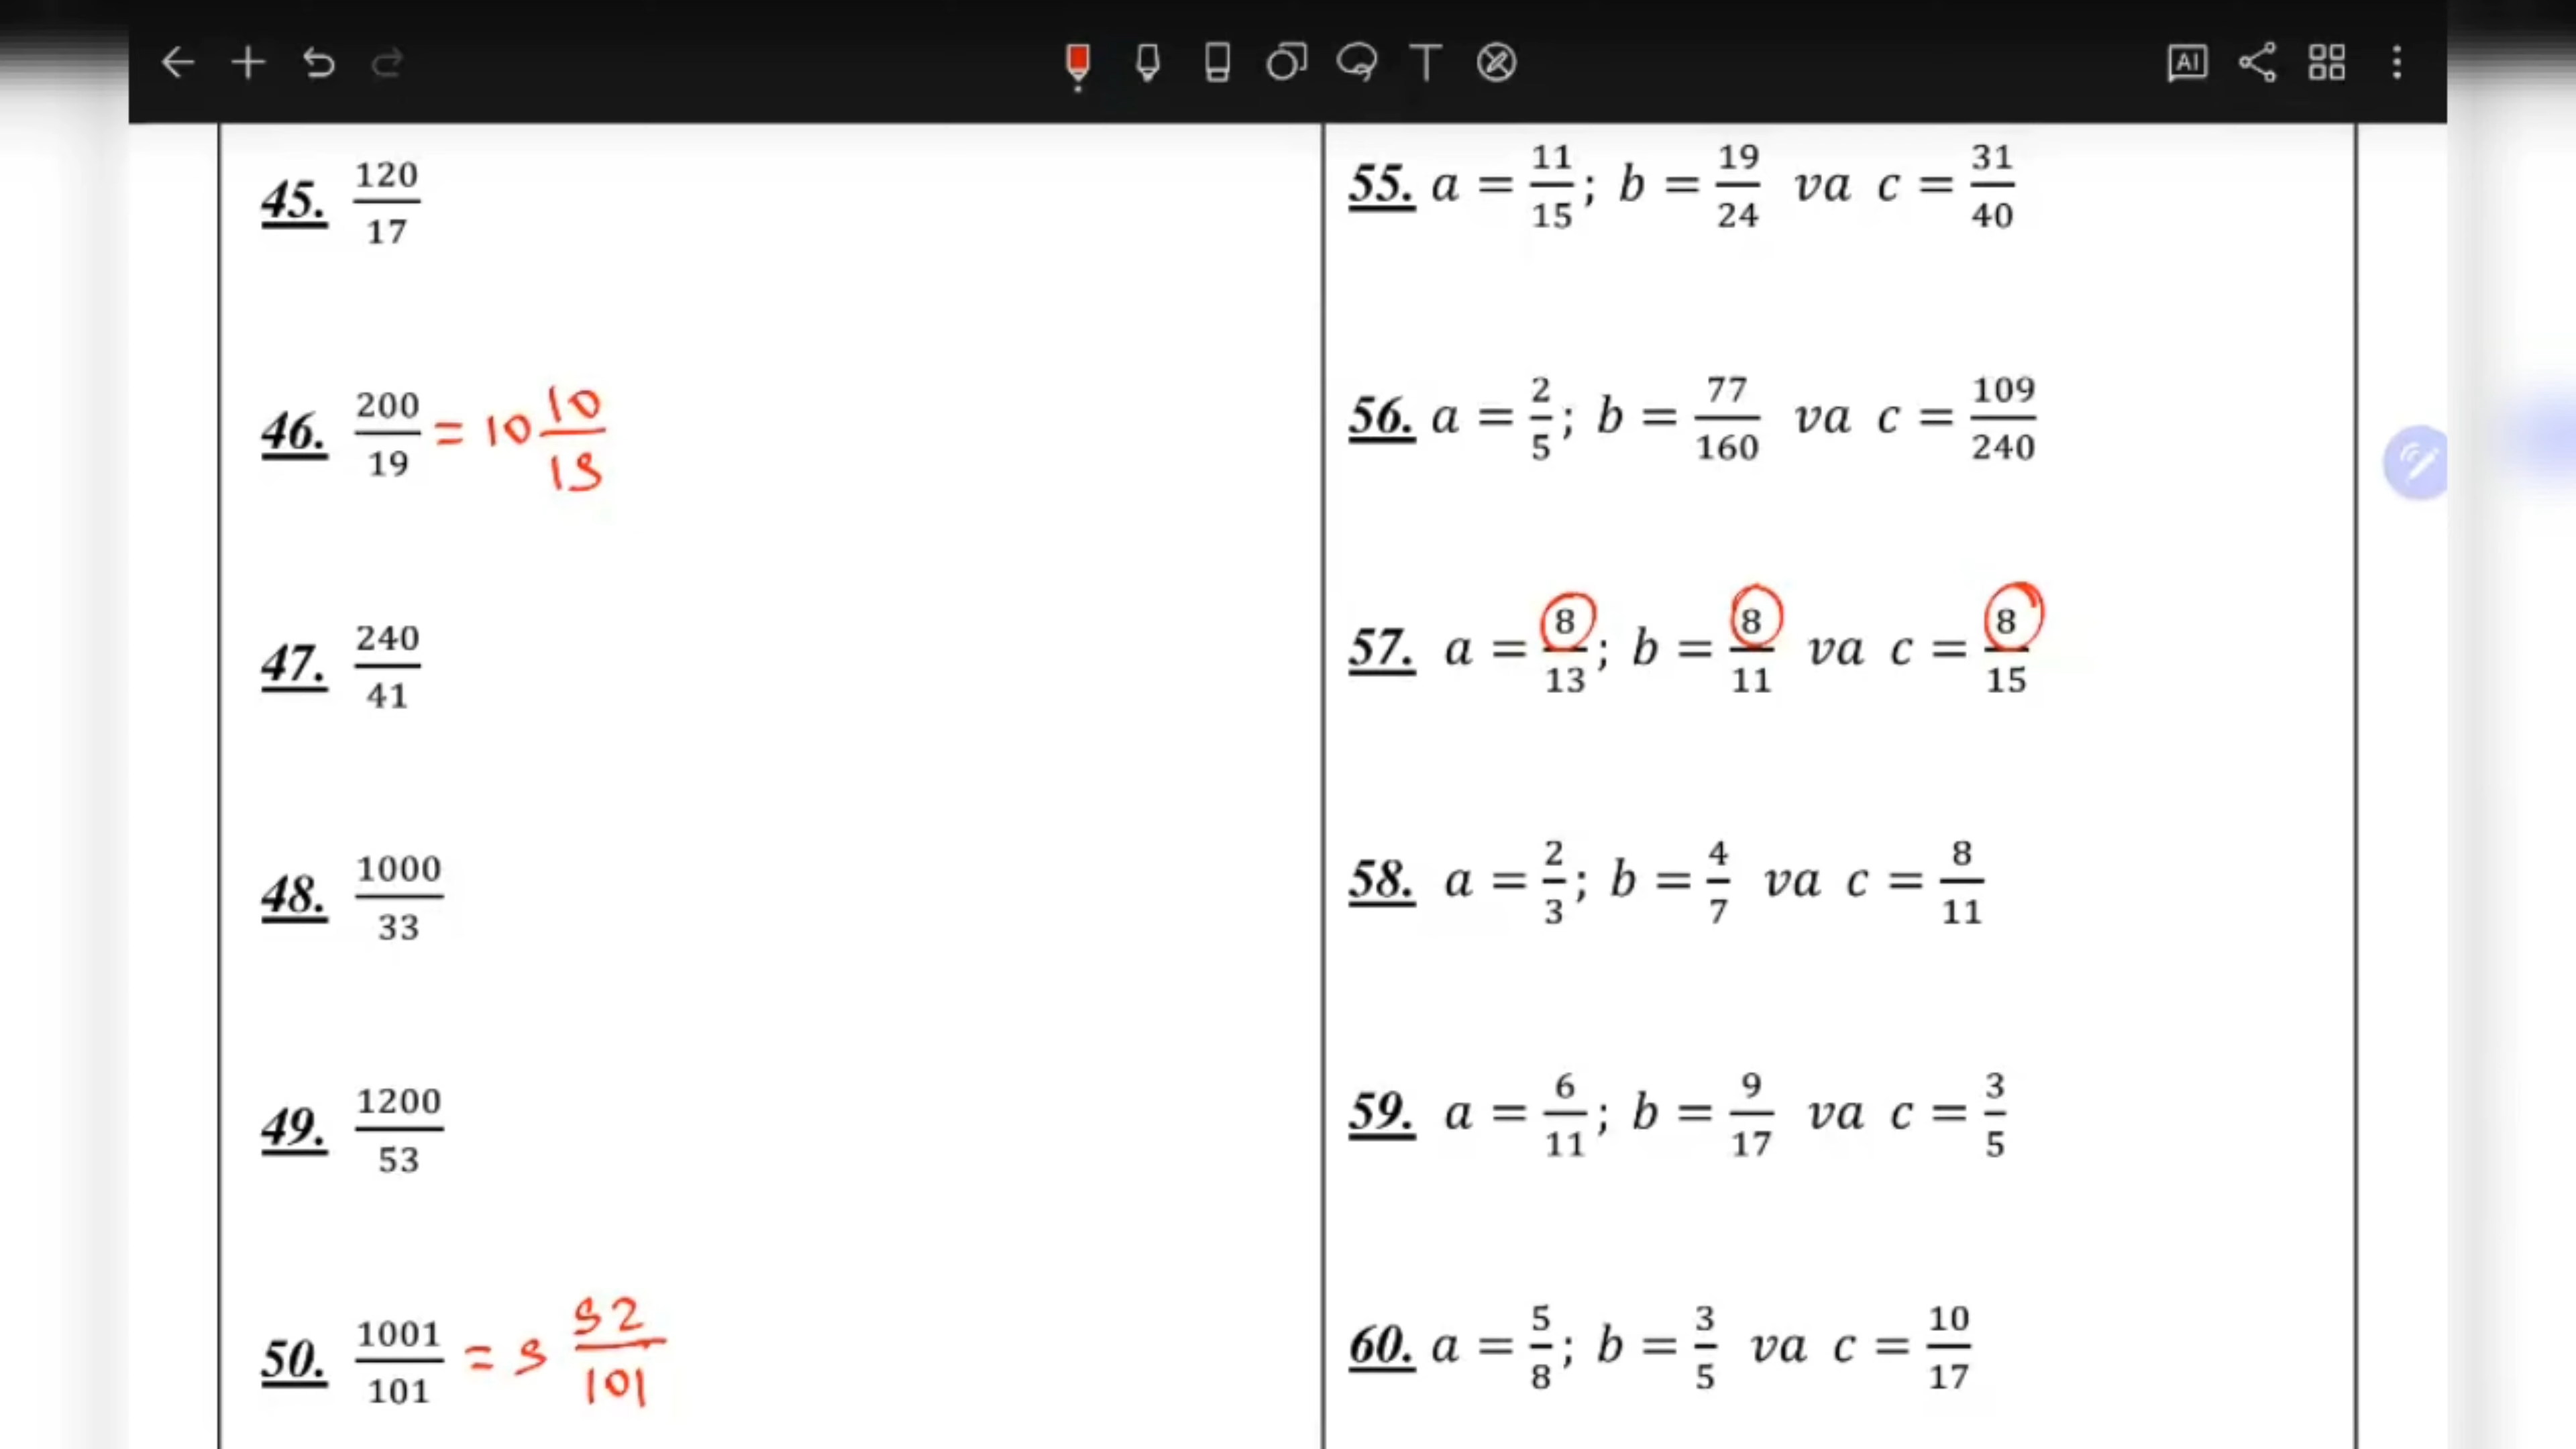 AI
45. 120/17
46. 200/19 = 10 10/19
47. 240/41
48. 1000/33
49. 1200/53
50. 1001/101 = 9 92/101
55. a = 11/15; b = 19/24 va c = 31/40
56. a = 2/5; b = 77/160 va c = 109/240
57. a = 8/13; b = 8/11 va c = 8/15
58. a = 2/3; b = 4/7 va c = 8/11
59. a = 6/11; b = 9/17 va c = 3/5
60. a = 5/8; b = 3/5 va c = 10/17